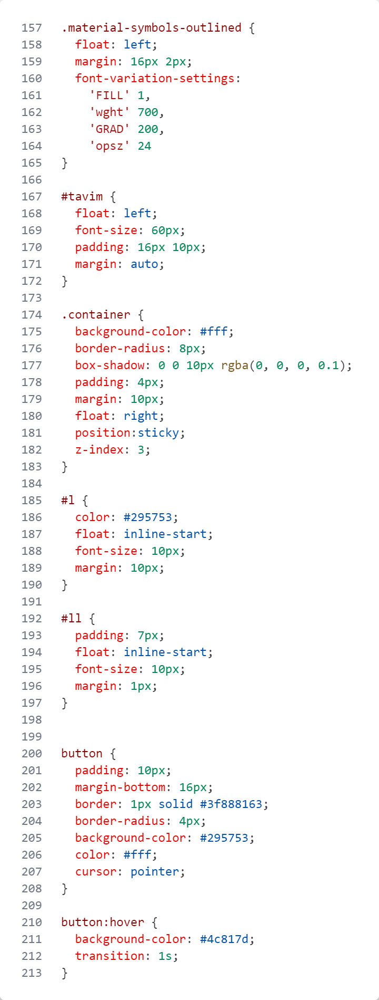 157 .material-symbols-outlined {
158   float: left;
159   margin: 16px 2px;
160   font-variation-settings:
161     'FILL' 1,
162     'wght' 700,
163     'GRAD' 200,
164     'opsz' 24
165 }
166
167 #tavim {
168   float: left;
169   font-size: 60px;
170   padding: 16px 10px;
171   margin: auto;
172 }
173
174 .container {
175   background-color: #fff;
176   border-radius: 8px;
177   box-shadow: 0 0 10px rgba(0, 0, 0, 0.1);
178   padding: 4px;
179   margin: 10px;
180   float: right;
181   position:sticky;
182   z-index: 3;
183 }
184
185 #l {
186   color: #295753;
187   float: inline-start;
188   font-size: 10px;
189   margin: 10px;
190 }
191
192 #ll {
193   padding: 7px;
194   float: inline-start;
195   font-size: 10px;
196   margin: 1px;
197 }
198
199
200 button {
201   padding: 10px;
202   margin-bottom: 16px;
203   border: 1px solid #3f888163;
204   border-radius: 4px;
205   background-color: #295753;
206   color: #fff;
207   cursor: pointer;
208 }
209
210 button:hover {
211   background-color: #4c817d;
212   transition: 1s;
213 }